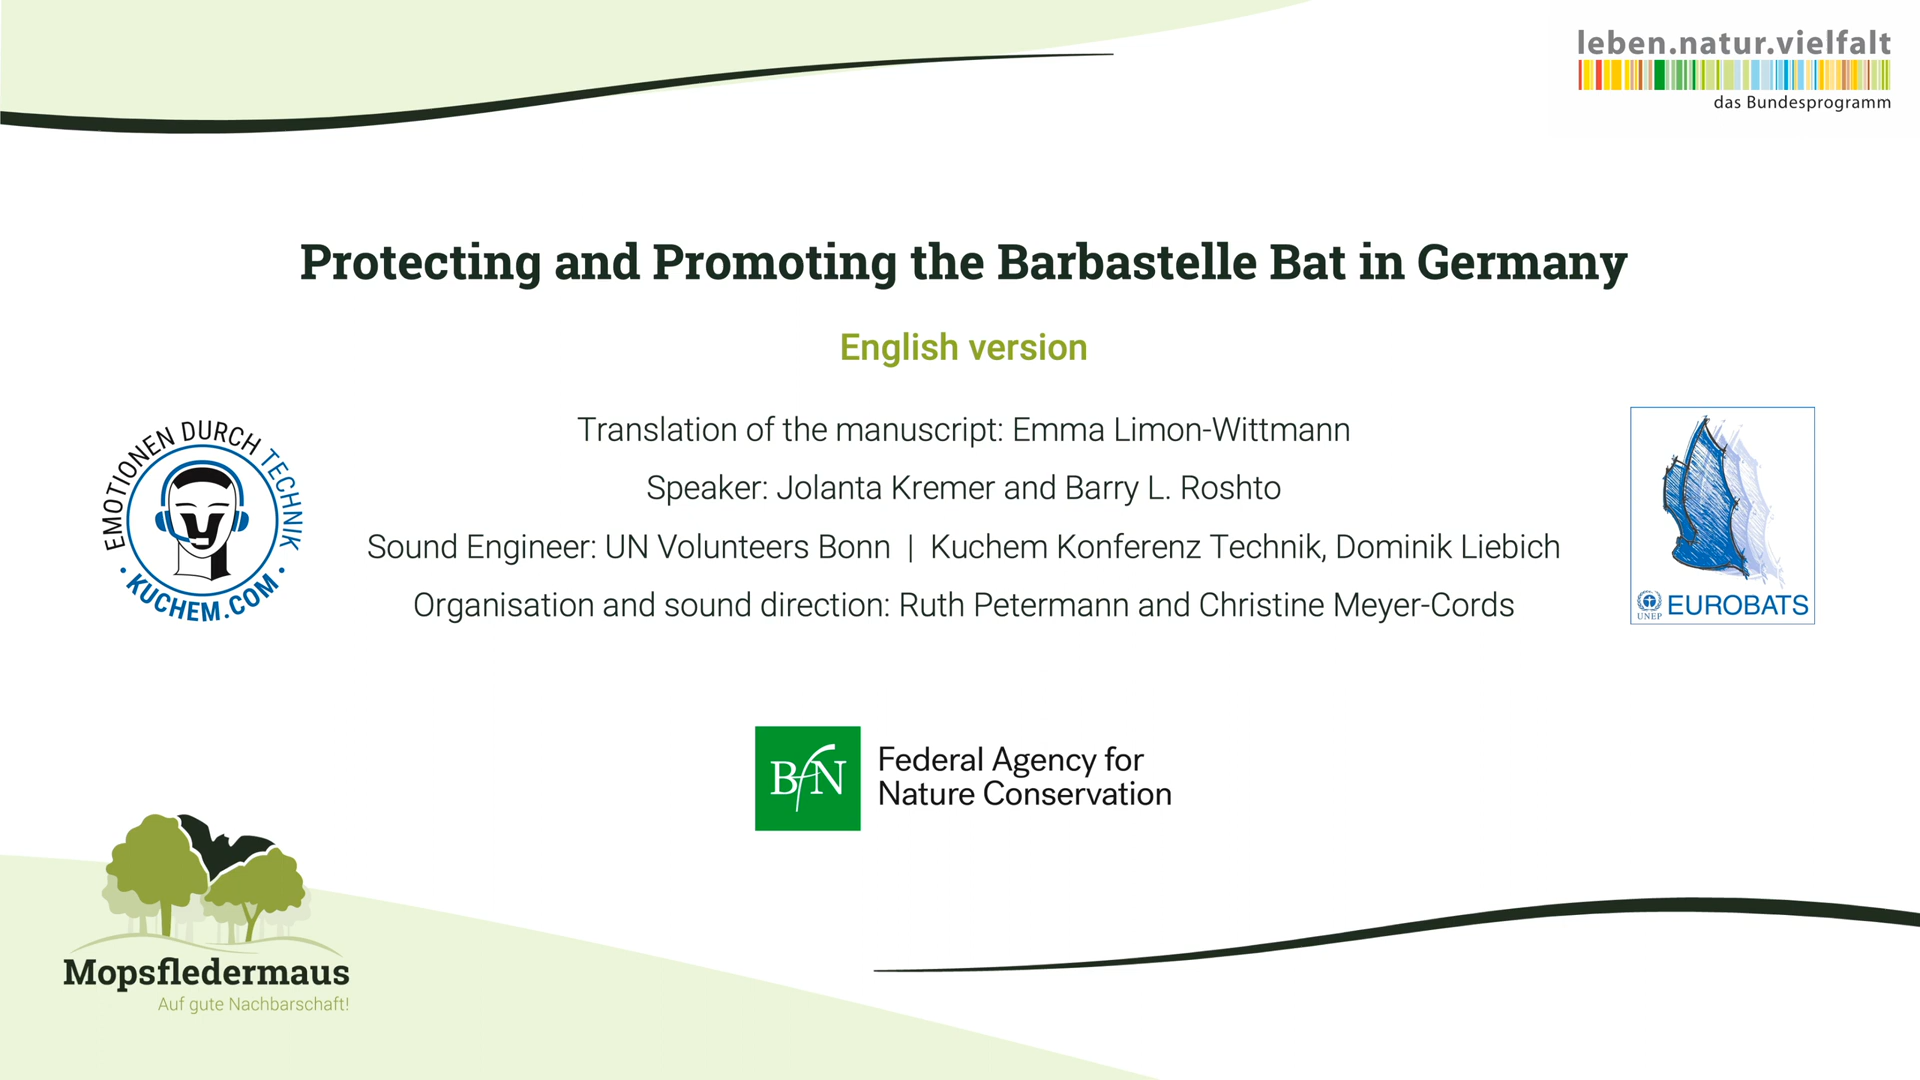 leben.natur.vielfalt
das Bundesprogramm
Protecting and Promoting the Barbastelle Bat in Germany
English version
Translation of the manuscript: Emma Limon-Wittmann
Speaker: Jolanta Kremer and Barry L. Roshto
Sound Engineer: UN Volunteers Bonn | Kuchem Konferenz Technik, Dominik Liebich
Organisation and sound direction: Ruth Petermann and Christine Meyer-Cords
EMOTIONEN DURCH TECHNIK
• KUCHEM.COM •
UNEP EUROBATS
BfN Federal Agency for
Nature Conservation
Mopsfledermaus
Auf gute Nachbarschaft!